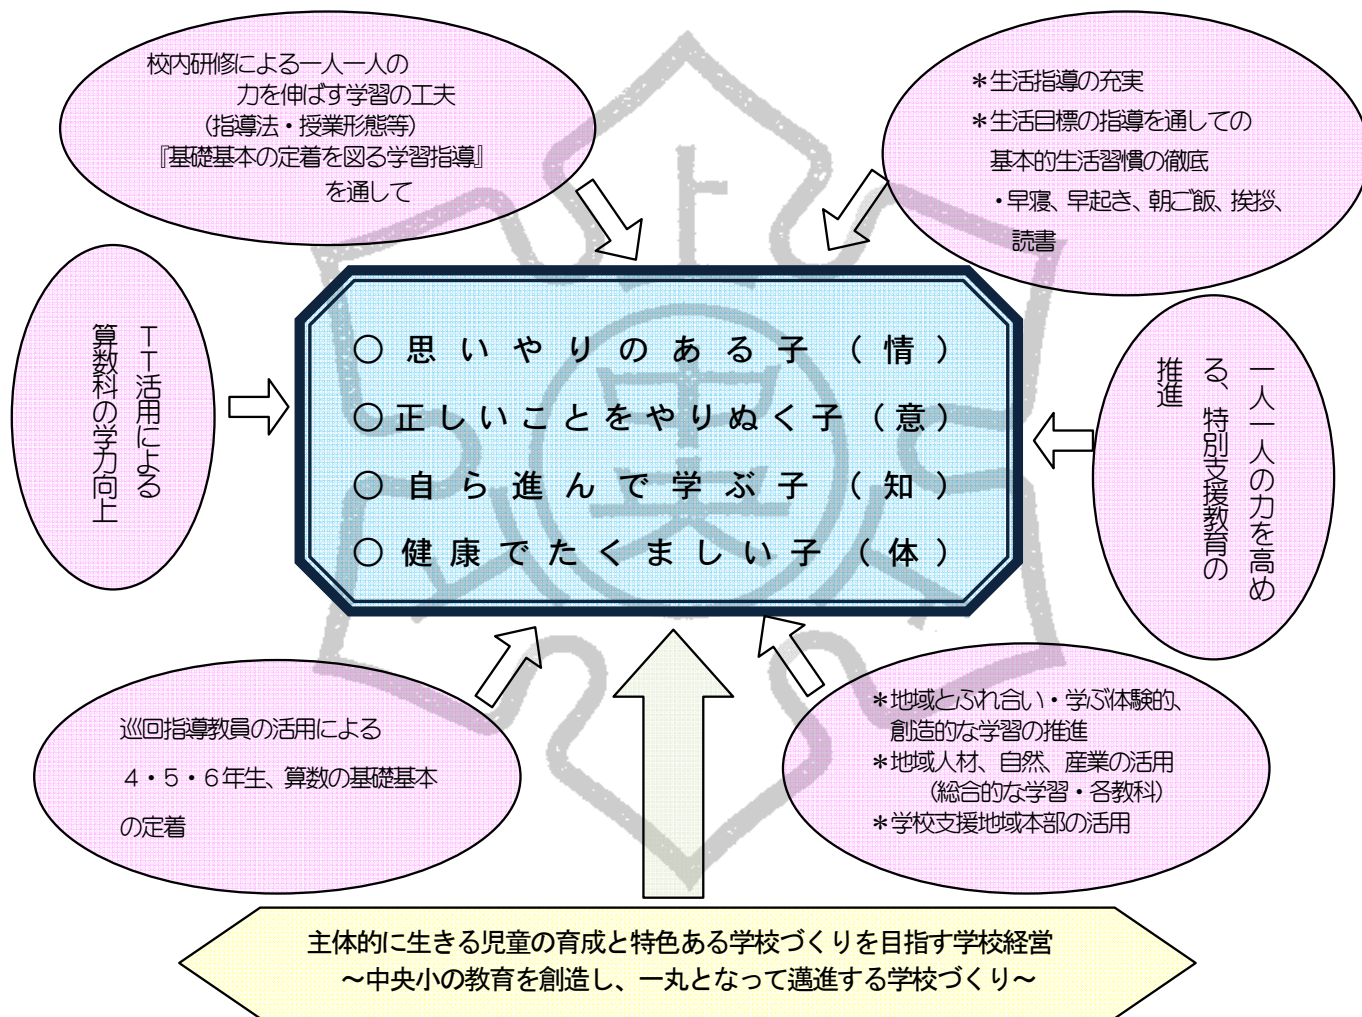 校内研修による一人一人の
力を伸ばす学習の工夫
（指導法・授業形態等）
『基礎基本の定着を図る学習指導』
を通して
＊生活指導の充実
＊生活目標の指導を通しての
基本的生活習慣の徹底
・早寝、早起き、朝ご飯、挨拶、
読書
ＴＴ活用による
算数科の学力向上
○思いやりのある子（情）
○正しいことをやりぬく子（意）
○自ら進んで学ぶ子（知）
○健康でたくましい子（体）
一人一人の力を高め
る、特別支援教育の
推進
巡回指導教員の活用による
４・５・６年生、算数の基礎基本
の定着
＊地域とふれ合い・学ぶ体験的、
創造的な学習の推進
＊地域人材、自然、産業の活用
（総合的な学習・各教科）
＊学校支援地域本部の活用
主体的に生きる児童の育成と特色ある学校づくりを目指す学校経営
～中央小の教育を創造し、一丸となって邁進する学校づくり～